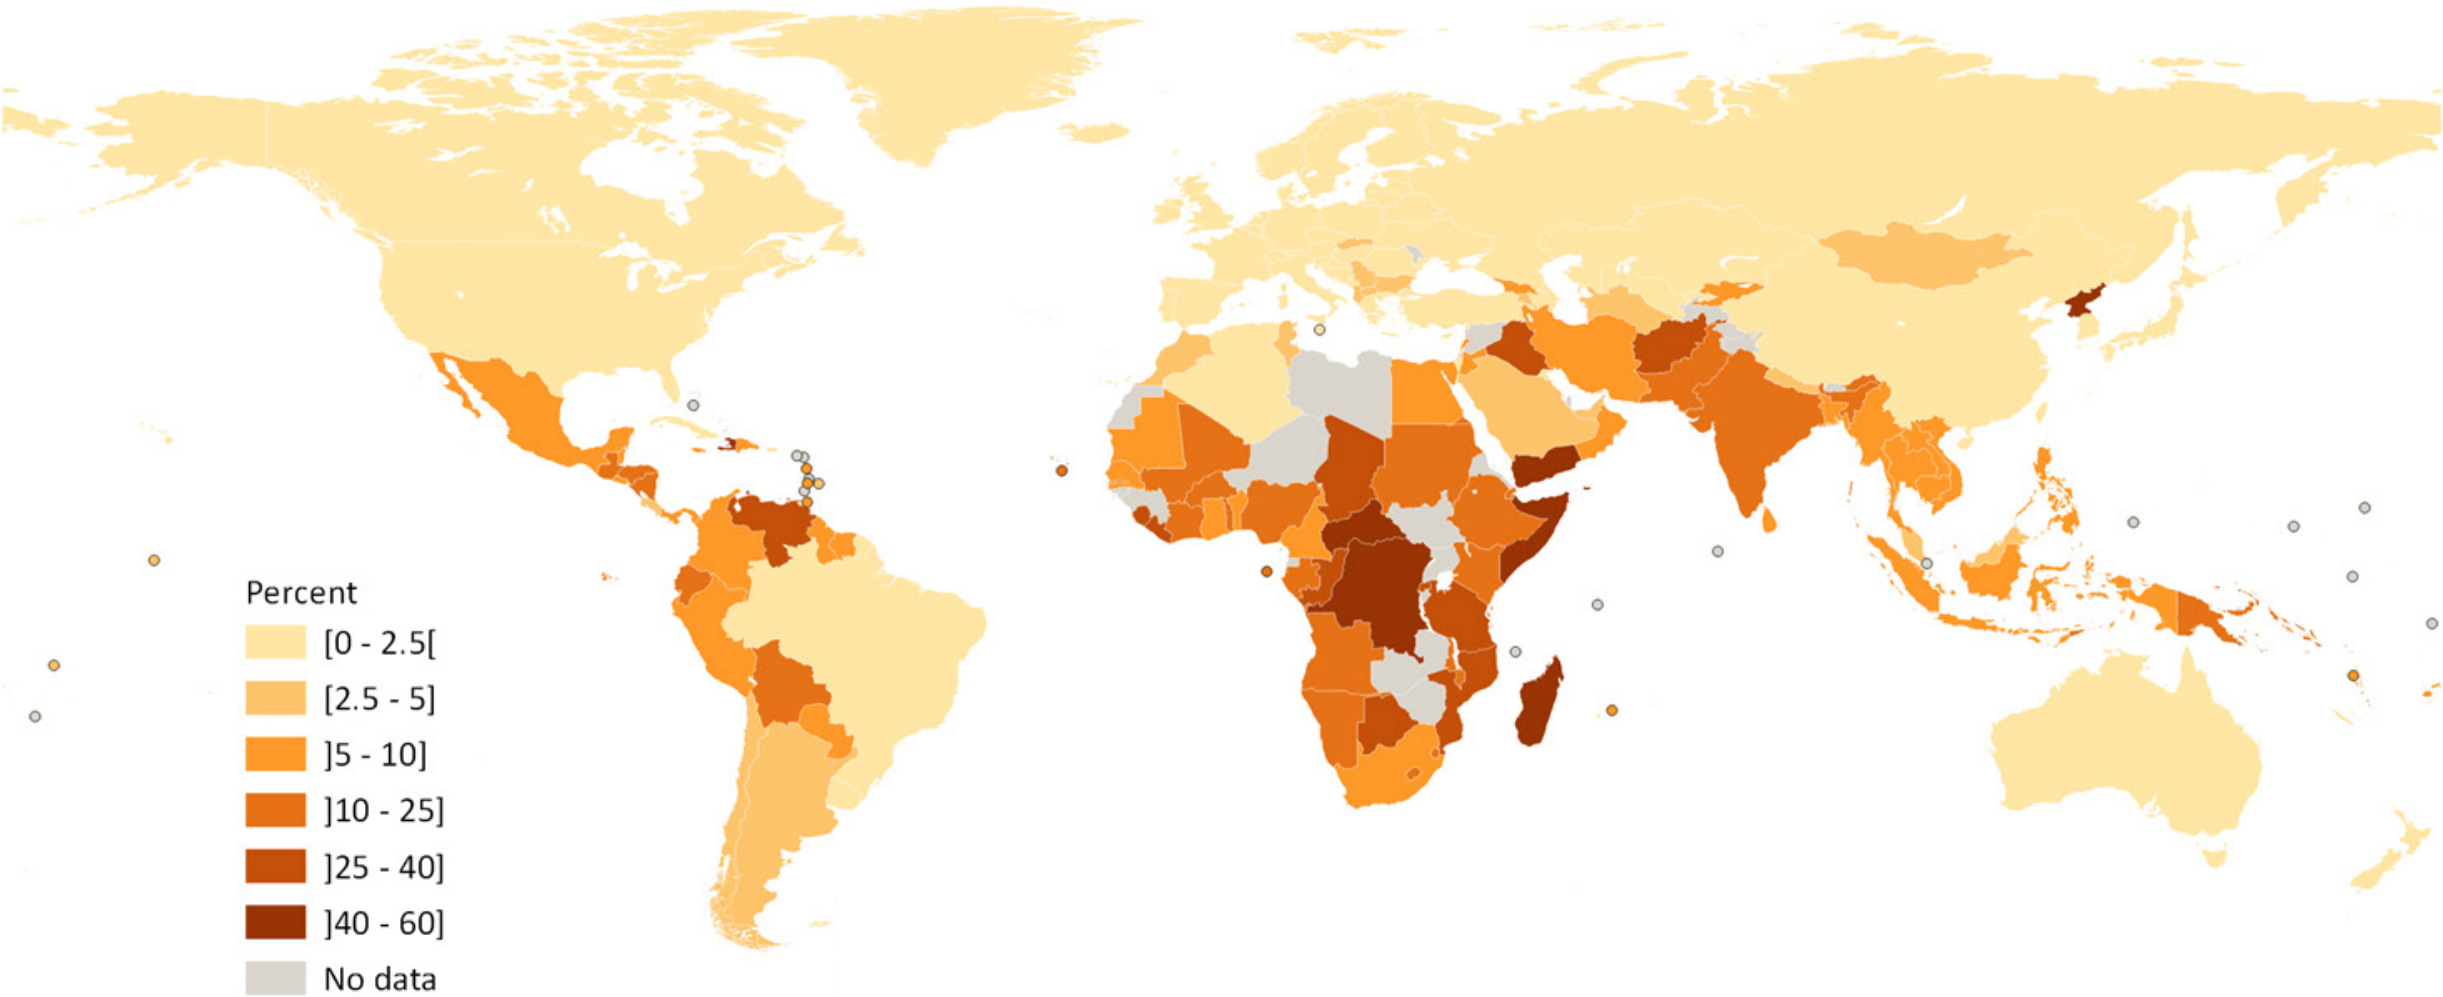 Percent
[0 - 2.5[
[2.5 - 5]
]5 - 10]
]10 - 25]
]25 - 40]
]40 - 60]
No data